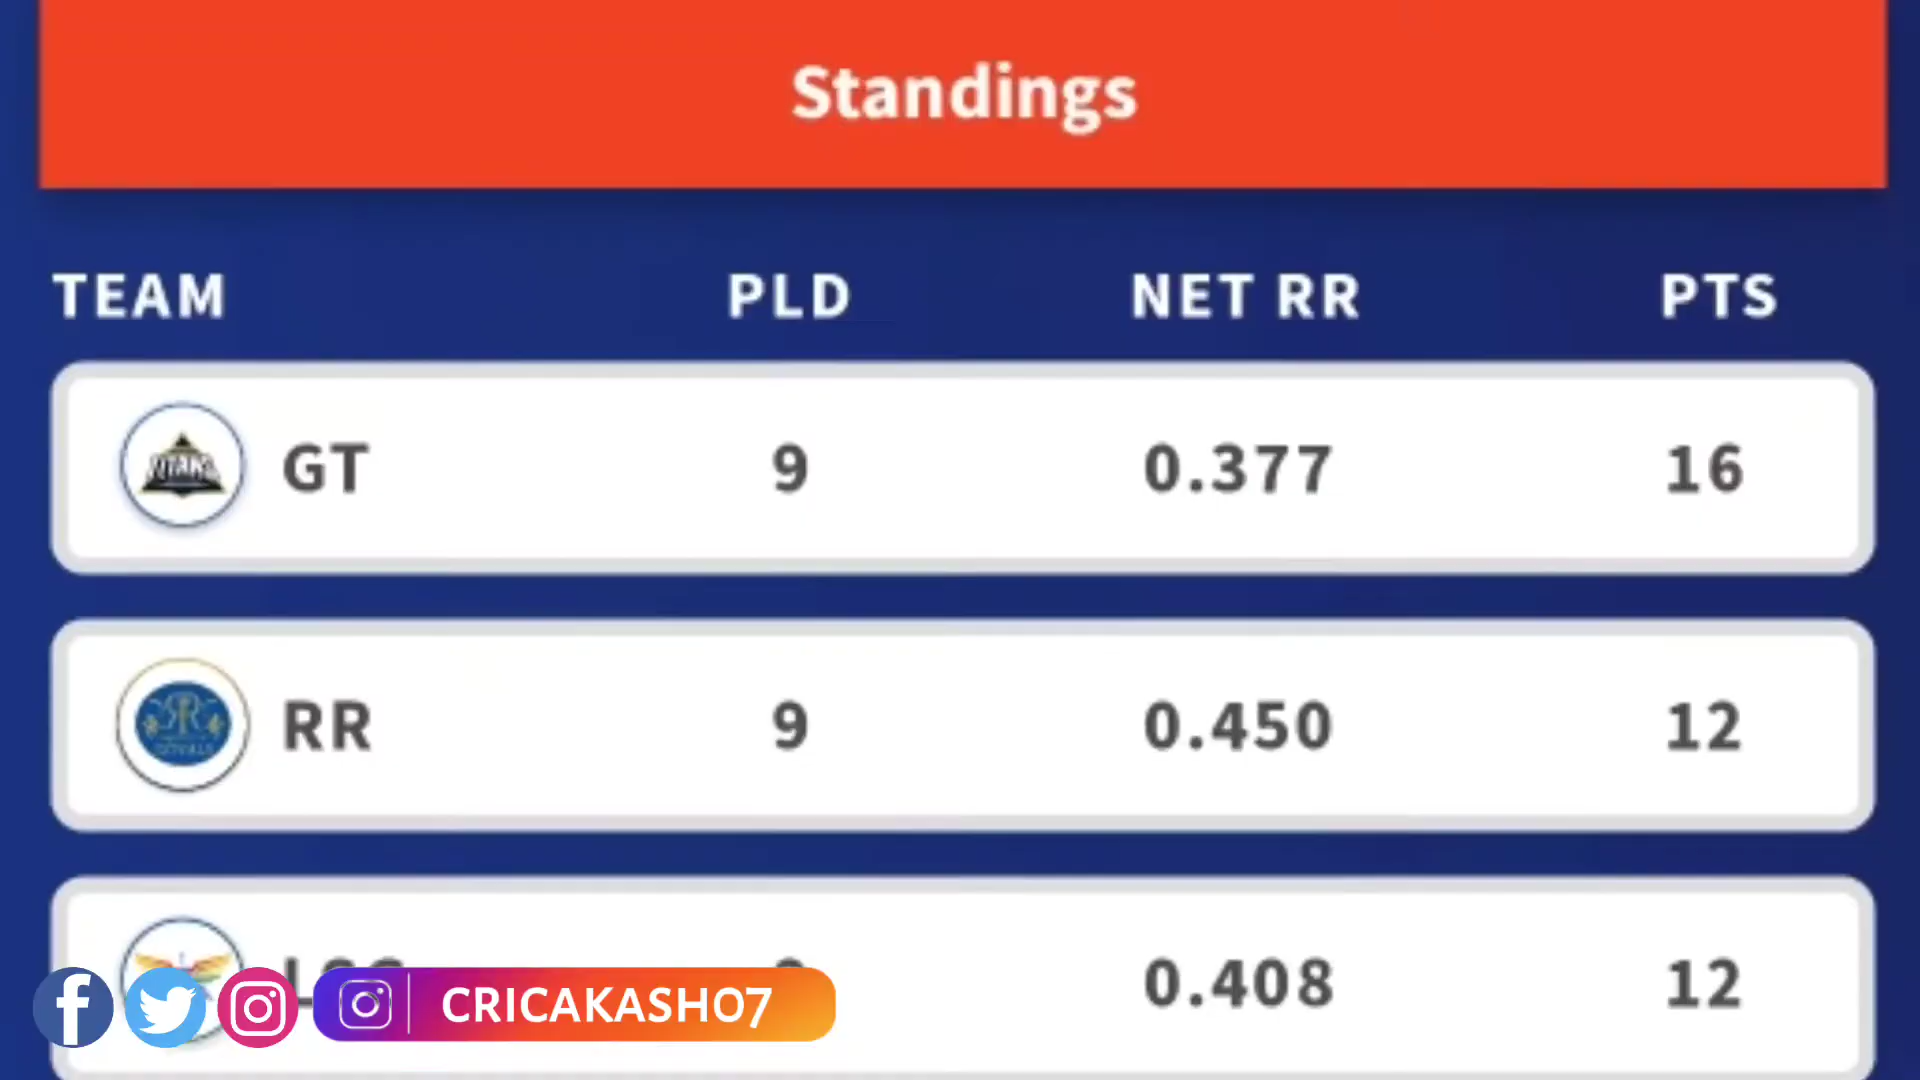 Standings
TEAM PLD NET RR PTS
TITANS
GT 9 0.377 16
RR 9 0.450 12
0.408 12
CRICAKASH07